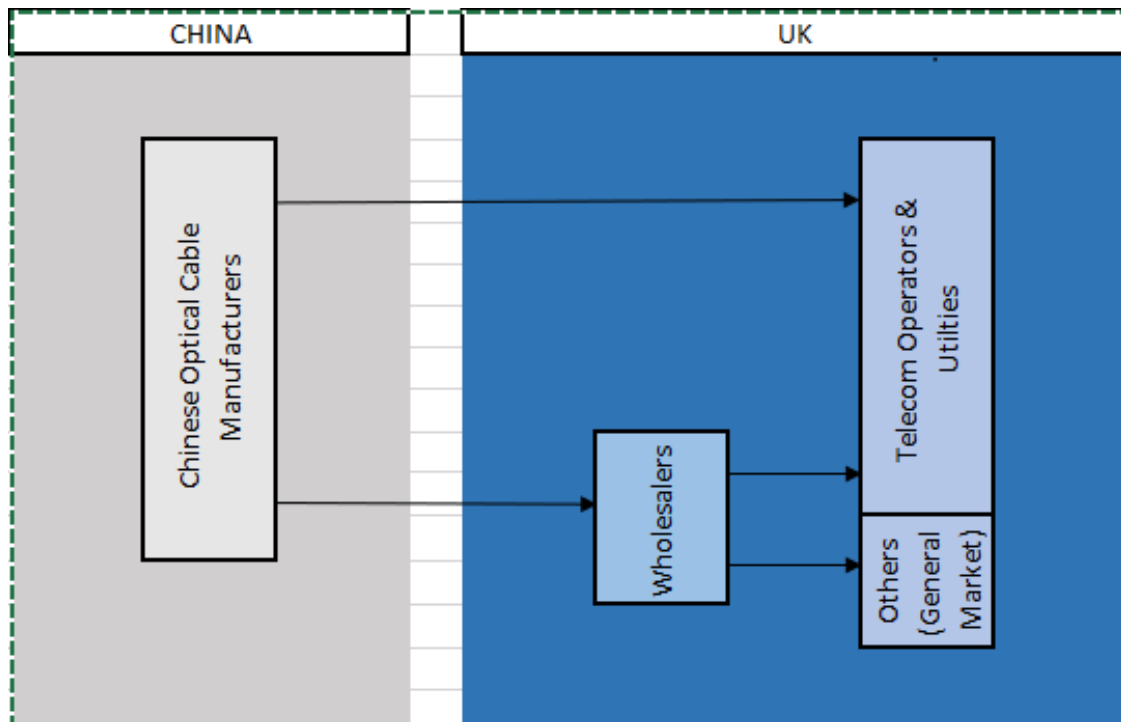 CHINA
UK
Chinese Optical Cable
Manufacturers
Wholesalers
Telecom Operators &
Utilties
Others
(General
Market)